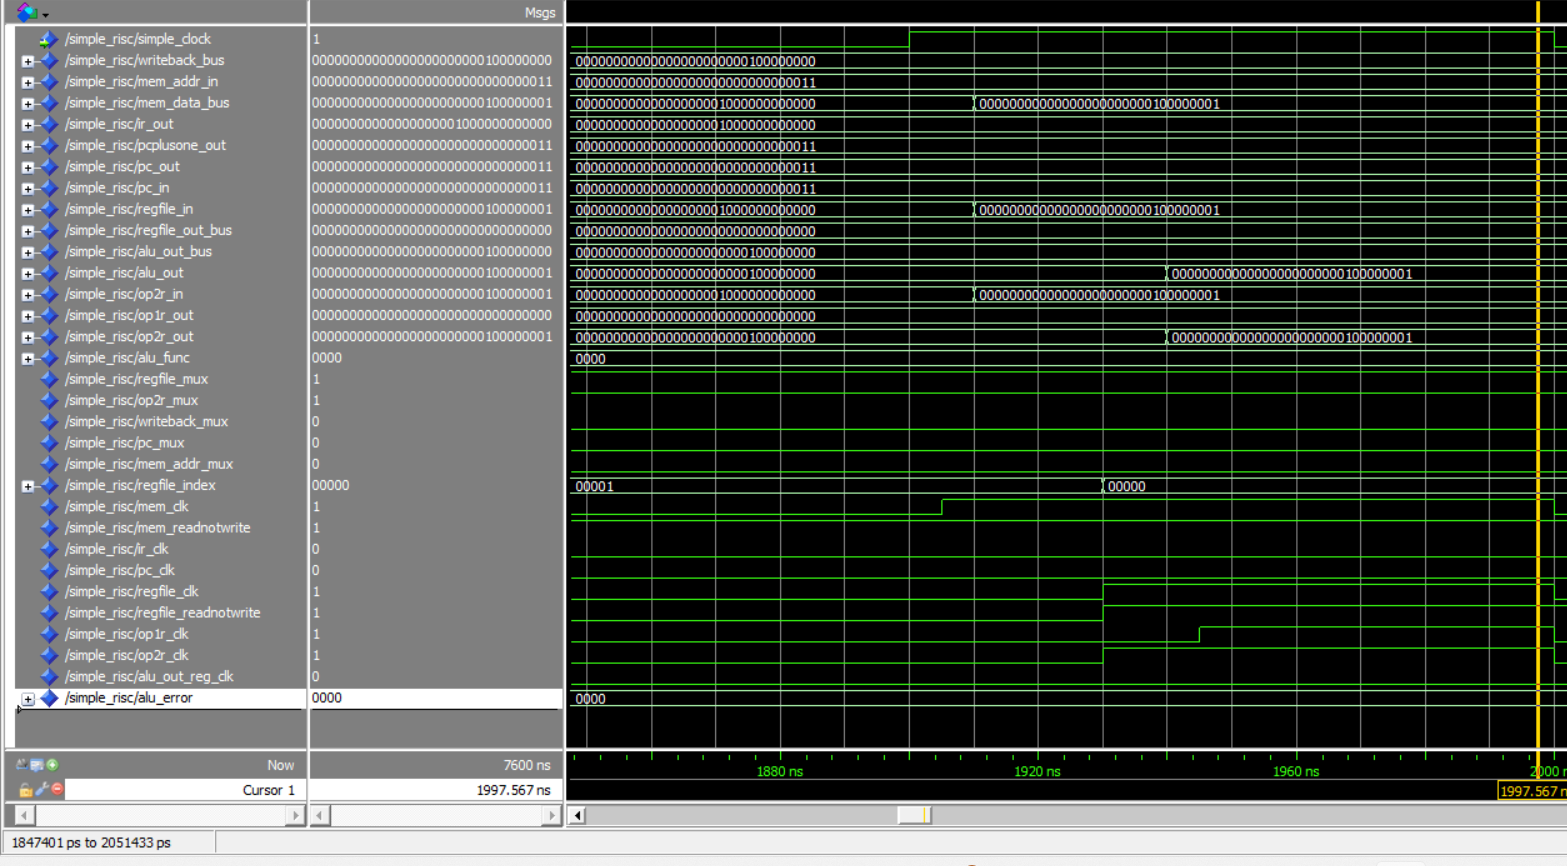 Msgs
/simple_risc/simple_clock 1
/simple_risc/writeback_bus 00000000000000000000000100000000 00000000000000000000000100000000
/simple_risc/mem_addr_in 00000000000000000000000000000011 00000000000000000000000000000011
/simple_risc/mem_data_bus 00000000000000000000000100000001 00000000000000000001000000000000 00000000000000000000000100000001
/simple_risc/ir_out 00000000000000000001000000000000 00000000000000000001000000000000
/simple_risc/pcplusone_out 00000000000000000000000000000011 00000000000000000000000000000011
/simple_risc/pc_out 00000000000000000000000000000011 00000000000000000000000000000011
/simple_risc/pc_in 00000000000000000000000000000011 00000000000000000000000000000011
/simple_risc/regfile_in 00000000000000000000000100000001 00000000000000000001000000000000 00000000000000000000000100000001
/simple_risc/regfile_out_bus 00000000000000000000000000000000 00000000000000000000000000000000
/simple_risc/alu_out_bus 00000000000000000000000100000000 00000000000000000000000100000000
/simple_risc/alu_out 00000000000000000000000100000001 00000000000000000000000100000000 00000000000000000000000100000001
/simple_risc/op2r_in 00000000000000000000000100000001 00000000000000000001000000000000 00000000000000000000000100000001
/simple_risc/op1r_out 00000000000000000000000000000000 00000000000000000000000000000000
/simple_risc/op2r_out 00000000000000000000000100000001 00000000000000000000000100000000 00000000000000000000000100000001
/simple_risc/alu_func 0000 0000
/simple_risc/regfile_mux 1
/simple_risc/op2r_mux 1
/simple_risc/writeback_mux 0
/simple_risc/pc_mux 0
/simple_risc/mem_addr_mux 0
/simple_risc/regfile_index 00000 00001 00000
/simple_risc/mem_clk 1
/simple_risc/mem_readnotwrite 1
/simple_risc/ir_clk 0
/simple_risc/pc_clk 0
/simple_risc/regfile_clk 1
/simple_risc/regfile_readnotwrite 1
/simple_risc/op1r_clk 1
/simple_risc/op2r_clk 1
/simple_risc/alu_out_reg_clk 0
/simple_risc/alu_error 0000 0000
Now 7600 ns 1880 ns 1920 ns 1960 ns 2000 n
Cursor 1 1997.567 ns 1997.567 n
1847401 ps to 2051433 ps